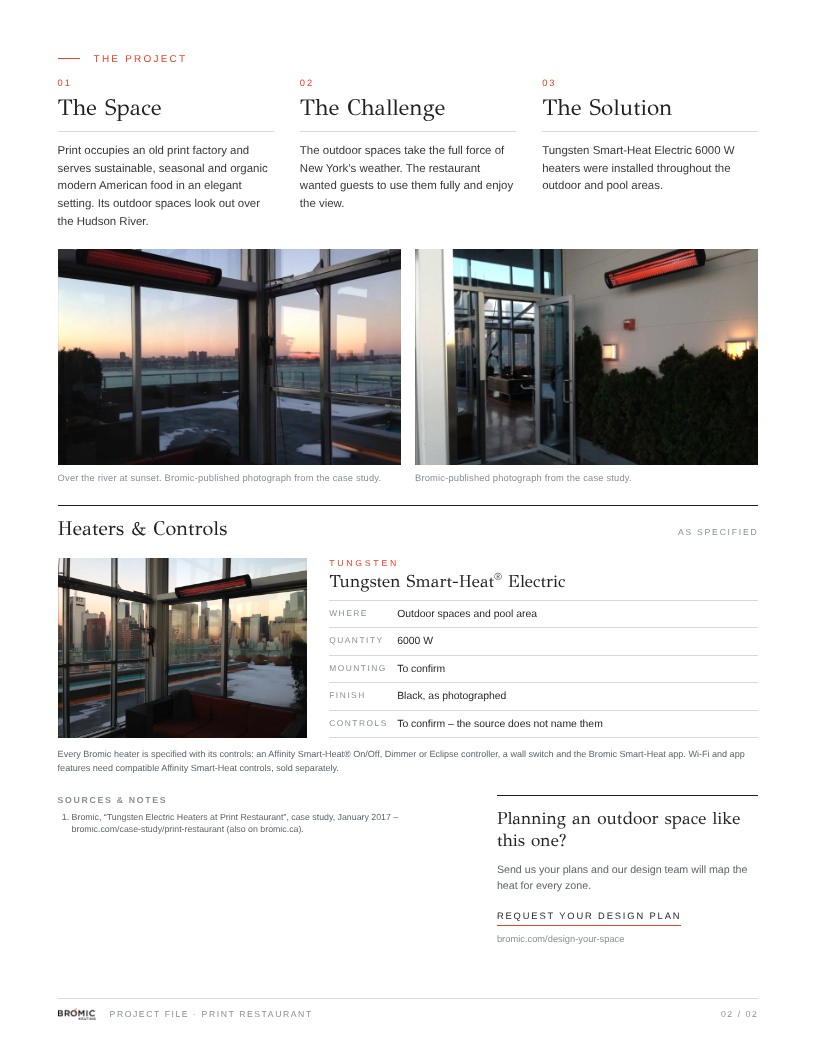 THE PROJECT
01
The Space
Print occupies an old print factory and
serves sustainable, seasonal and organic
modern American food in an elegant
setting. Its outdoor spaces look out over
the Hudson River.
02
The Challenge
The outdoor spaces take the full force of
New York's weather. The restaurant
wanted guests to use them fully and enjoy
the view.
03
The Solution
Tungsten Smart-Heat Electric 6000 W
heaters were installed throughout the
outdoor and pool areas.
Over the river at sunset. Bromic-published photograph from the case study.
Bromic-published photograph from the case study.
Heaters & Controls
AS SPECIFIED
TUNGSTEN
Tungsten Smart-Heat® Electric
WHERE Outdoor spaces and pool area
QUANTITY 6000 W
MOUNTING To confirm
FINISH Black, as photographed
CONTROLS To confirm – the source does not name them
Every Bromic heater is specified with its controls: an Affinity Smart-Heat® On/Off, Dimmer or Eclipse controller, a wall switch and the Bromic Smart-Heat app. Wi-Fi and app
features need compatible Affinity Smart-Heat controls, sold separately.
SOURCES & NOTES
1. Bromic, “Tungsten Electric Heaters at Print Restaurant”, case study, January 2017 –
bromic.com/case-study/print-restaurant (also on bromic.ca).
Planning an outdoor space like
this one?
Send us your plans and our design team will map the
heat for every zone.
REQUEST YOUR DESIGN PLAN
bromic.com/design-your-space
BROMIC
HEATING
PROJECT FILE · PRINT RESTAURANT
02 / 02